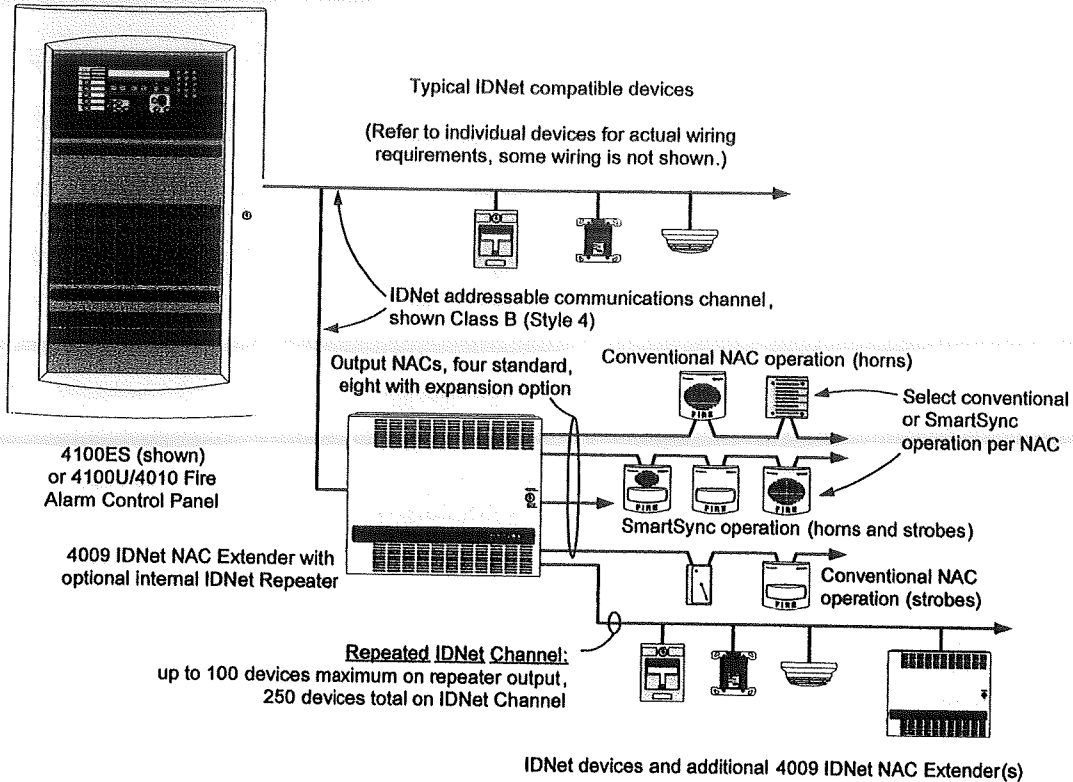 Typical IDNet compatible devices
(Refer to individual devices for actual wiring
requirements, some wiring is not shown.)
IDNet addressable communications channel,
shown Class B (Style 4)
Output NACs, four standard,
eight with expansion option
Conventional NAC operation (horns)
Select conventional
or SmartSync
operation per NAC
FIRE
FIRE
FIRE
FIRE
SmartSync operation (horns and strobes)
4100ES (shown)
or 4100U/4010 Fire
Alarm Control Panel
4009 IDNet NAC Extender with
optional internal IDNet Repeater
FIRE
Conventional NAC
operation (strobes)
Repeated IDNet Channel:
up to 100 devices maximum on repeater output,
250 devices total on IDNet Channel
IDNet devices and additional 4009 IDNet NAC Extender(s)